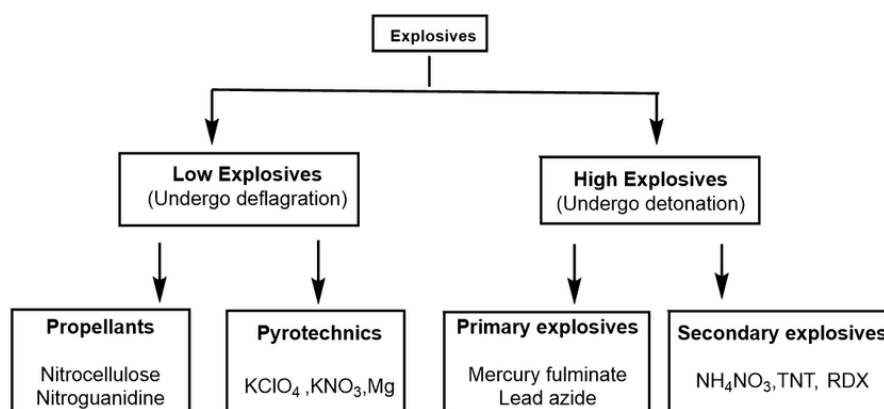 Explosives
Low Explosives
(Undergo deflagration)
High Explosives
(Undergo detonation)
Propellants
Nitrocellulose
Nitroguanidine
Pyrotechnics
KClO₄ ,KNO₃,Mg
Primary explosives
Mercury fulminate
Lead azide
Secondary explosives
NH₄NO₃,TNT, RDX